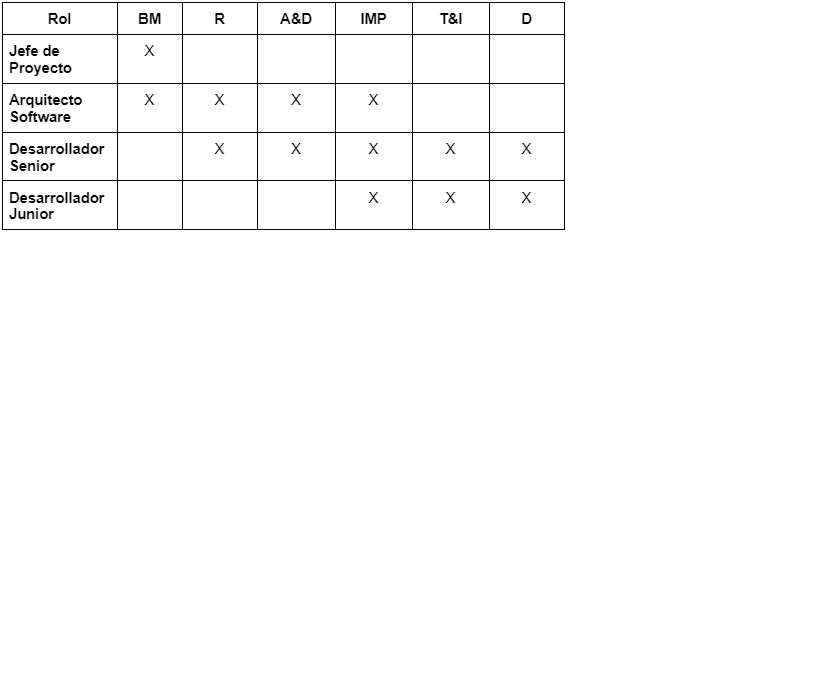 Rol BM R A&D IMP T&I D
Jefe de Proyecto X
Arquitecto Software X X X X
Desarrollador Senior X X X X X
Desarrollador Junior X X X